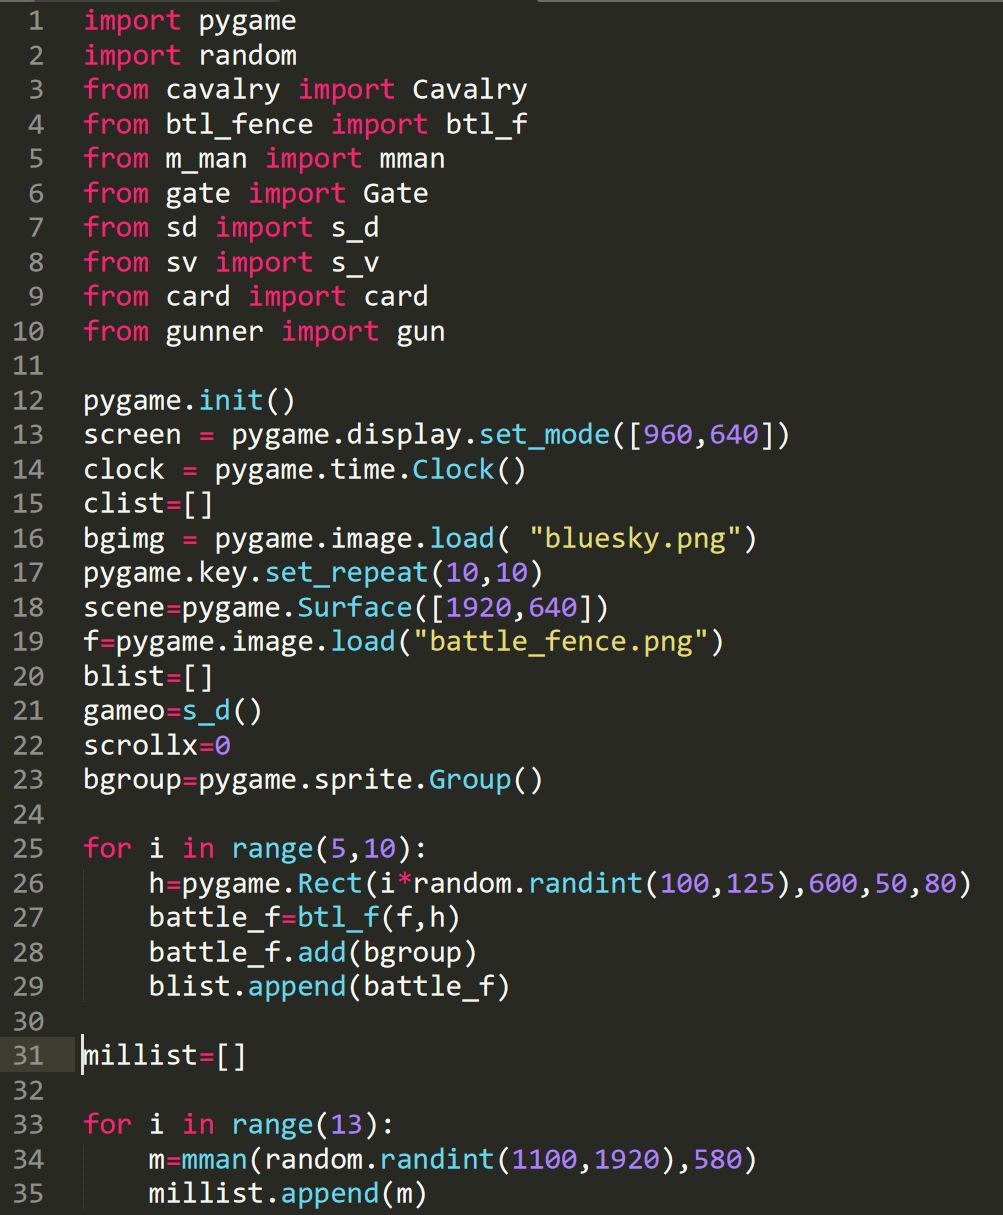 1 import pygame
2 import random
3 from cavalry import Cavalry
4 from btl_fence import btl_f
5 from m_man import mman
6 from gate import Gate
7 from sd import s_d
8 from sv import s_v
9 from card import card
10 from gunner import gun
11
12 pygame.init()
13 screen = pygame.display.set_mode([960,640])
14 clock = pygame.time.Clock()
15 clist=[]
16 bgimg = pygame.image.load( "bluesky.png")
17 pygame.key.set_repeat(10,10)
18 scene=pygame.Surface([1920,640])
19 f=pygame.image.load("battle_fence.png")
20 blist=[]
21 gameo=s_d()
22 scrollx=0
23 bgroup=pygame.sprite.Group()
24
25 for i in range(5,10):
26     h=pygame.Rect(i*random.randint(100,125),600,50,80)
27     battle_f=btl_f(f,h)
28     battle_f.add(bgroup)
29     blist.append(battle_f)
30
31 millist=[]
32
33 for i in range(13):
34     m=mman(random.randint(1100,1920),580)
35     millist.append(m)